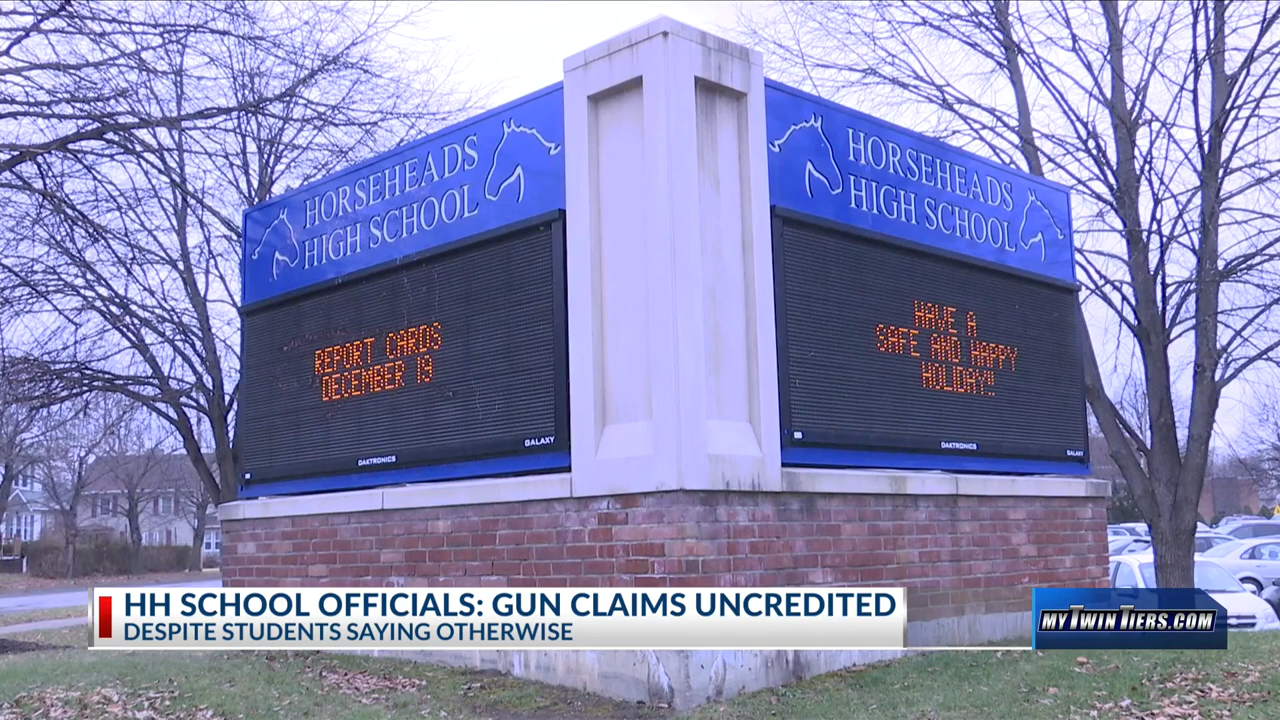 HORSEHEADS
HIGH SCHOOL
REPORT CARDS
DECEMBER 19
DAKTRONICS
GALAXY
HORSEHEADS
HIGH SCHOOL
HAVE A
SAFE AND HAPPY
HOLIDAY"
DAKTRONICS
GALAXY
HH SCHOOL OFFICIALS: GUN CLAIMS UNCREDITED
DESPITE STUDENTS SAYING OTHERWISE
MYTWINTIERS.COM